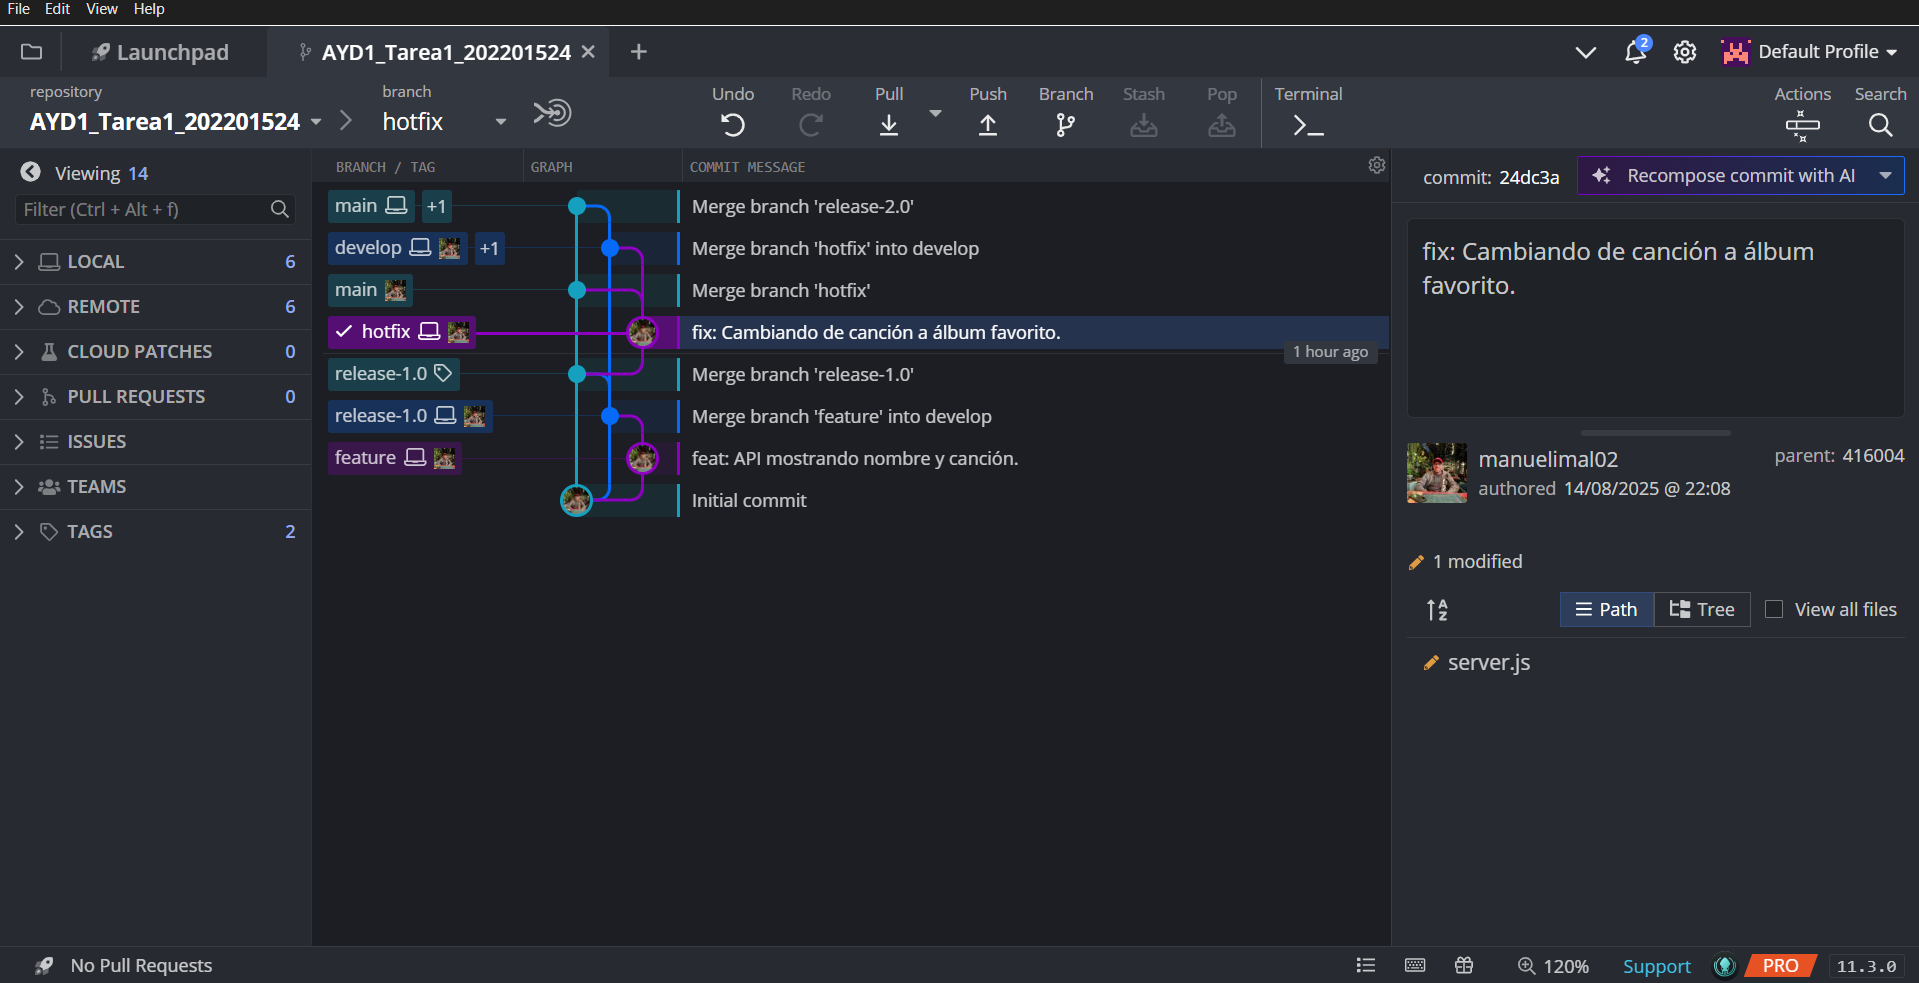 File Edit View Help
Launchpad
AYD1_Tarea1_202201524
2
Default Profile
repository
AYD1_Tarea1_202201524
branch
hotfix
Undo
Redo
Pull
Push
Branch
Stash
Pop
Terminal
Actions
Search
Viewing 14
Filter (Ctrl + Alt + f)
LOCAL 6
REMOTE 6
CLOUD PATCHES 0
PULL REQUESTS 0
ISSUES
TEAMS
TAGS 2
BRANCH / TAG GRAPH COMMIT MESSAGE
main +1 Merge branch 'release-2.0'
develop +1 Merge branch 'hotfix' into develop
main Merge branch 'hotfix'
hotfix fix: Cambiando de canción a álbum favorito.
1 hour ago
release-1.0 Merge branch 'release-1.0'
release-1.0 Merge branch 'feature' into develop
feature feat: API mostrando nombre y canción.
Initial commit
commit: 24dc3a
Recompose commit with AI
fix: Cambiando de canción a álbum
favorito.
manuelimal02
authored 14/08/2025 @ 22:08
parent: 416004
1 modified
A
Z
Path
Tree
View all files
server.js
No Pull Requests
120%
Support
PRO
11.3.0